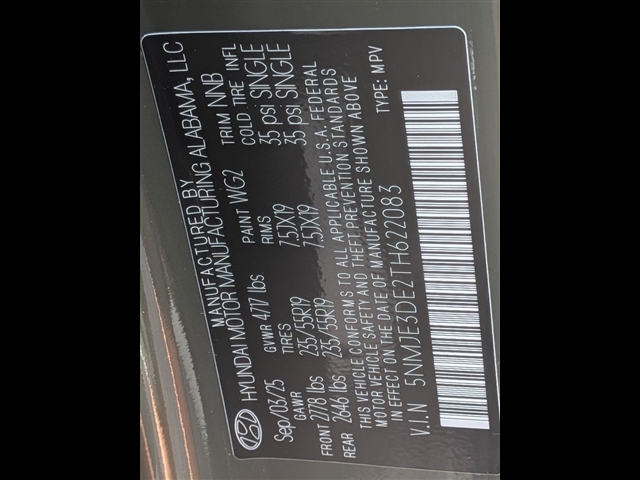 MANUFACTURED BY
HYUNDAI MOTOR MANUFACTURING ALABAMA, LLC
Sep/03/25 GVWR 4777 lbs PAINT WG2 TRIM NNB
GAWR TIRES RIMS COLD TIRE INFL
FRONT 2778 lbs 235/55R19 7.5JX19 35 psi SINGLE
REAR 2646 lbs 235/55R19 7.5JX19 35 psi SINGLE
THIS VEHICLE CONFORMS TO ALL APPLICABLE U.S.A. FEDERAL
MOTOR VEHICLE SAFETY AND THEFT PREVENTION STANDARDS
IN EFFECT ON THE DATE OF MANUFACTURE SHOWN ABOVE
V.I.N 5NMJE3DE2TH622083 TYPE: MPV